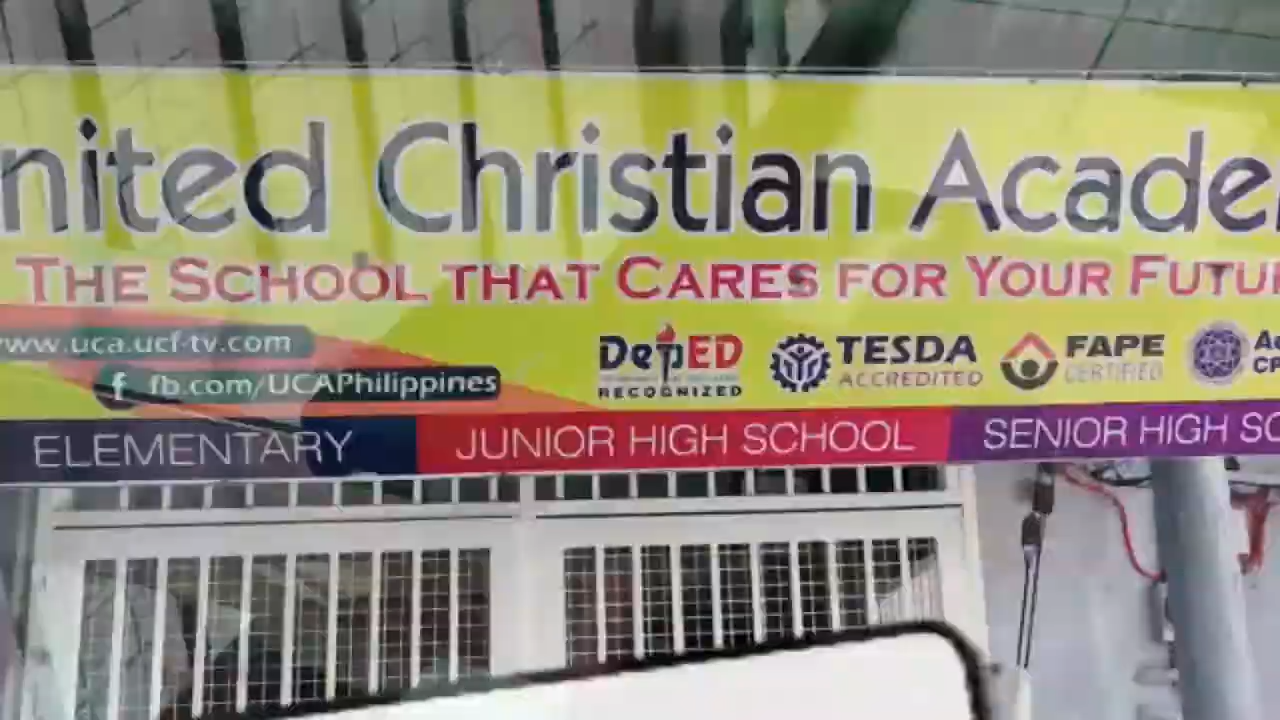 nited Christian Acade
THE SCHOOL THAT CARES FOR YOUR FUTU
www.uca.ucf-tv.com
f fb.com/UCAPhilippines
DepED
RECOGNIZED
TESDA
ACCREDITED
FAPE
CERTIFIED
ELEMENTARY
JUNIOR HIGH SCHOOL
SENIOR HIGH SC